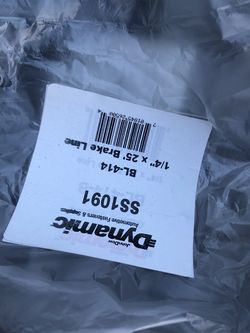 Dynamic
Automotive Fasteners & Supplies
SS1091
BL-414
1/4" x 25' Brake Line